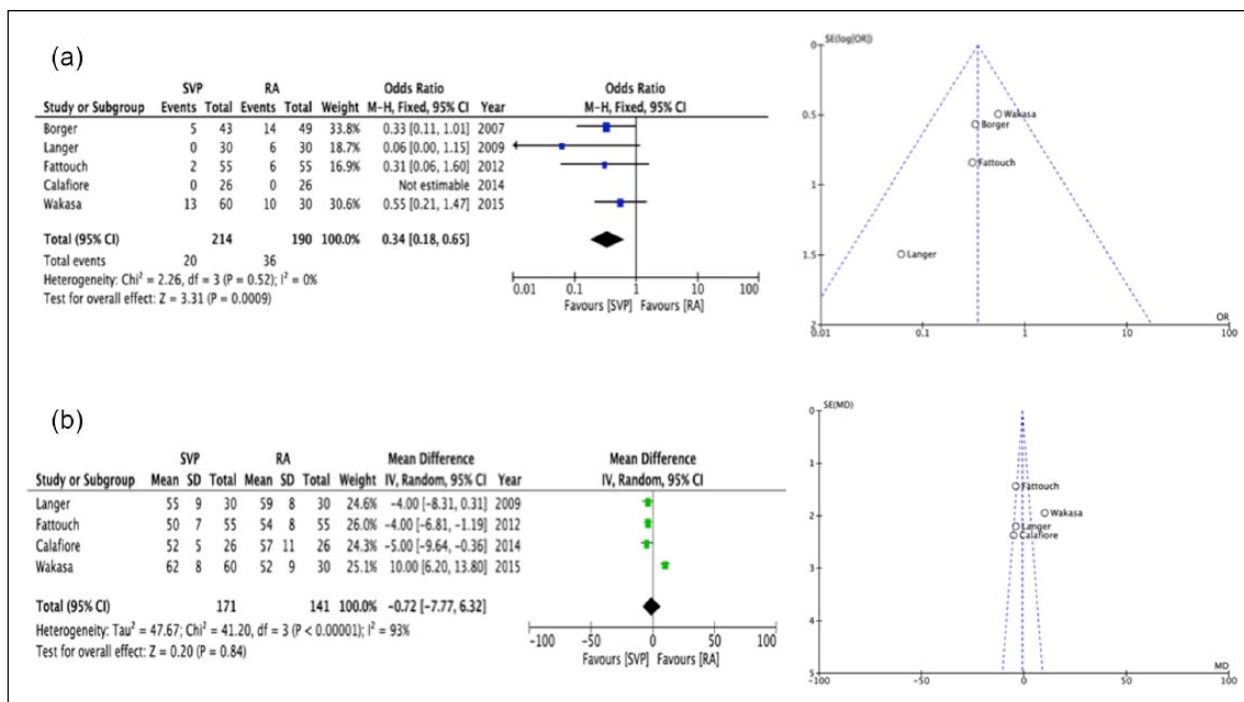 (a)
SVP RA Odds Ratio Odds Ratio
Study or Subgroup Events Total Events Total Weight M-H, Fixed, 95% CI Year M-H, Fixed, 95% CI
Borger 5 43 14 49 33.8% 0.33 [0.11, 1.01] 2007
Langer 0 30 6 30 18.7% 0.06 [0.00, 1.15] 2009
Fattouch 2 55 6 55 16.9% 0.31 [0.06, 1.60] 2012
Calafiore 0 26 0 26 Not estimable 2014
Wakasa 13 60 10 30 30.6% 0.55 [0.21, 1.47] 2015
Total (95% CI) 214 190 100.0% 0.34 [0.18, 0.65]
Total events 20 36
Heterogeneity: Chi² = 2.26, df = 3 (P = 0.52); I² = 0%
Test for overall effect: Z = 3.31 (P = 0.0009)
0.01 0.1 1 10 100
Favours [SVP] Favours [RA]
SE(log[OR])
0
0.5
1
1.5
2
Wakasa
Borger
Fattouch
Langer
OR
0.01 0.1 1 10 100
(b)
SVP RA Mean Difference Mean Difference
Study or Subgroup Mean SD Total Mean SD Total Weight IV, Random, 95% CI Year IV, Random, 95% CI
Langer 55 9 30 59 8 30 24.6% -4.00 [-8.31, 0.31] 2009
Fattouch 50 7 55 54 8 55 26.0% -4.00 [-6.81, -1.19] 2012
Calafiore 52 5 26 57 11 26 24.3% -5.00 [-9.64, -0.36] 2014
Wakasa 62 8 60 52 9 30 25.1% 10.00 [6.20, 13.80] 2015
Total (95% CI) 171 141 100.0% -0.72 [-7.77, 6.32]
Heterogeneity: Tau² = 47.67; Chi² = 41.20, df = 3 (P < 0.00001); I² = 93%
Test for overall effect: Z = 0.20 (P = 0.84)
-100 -50 0 50 100
Favours [SVP] Favours [RA]
SE(MD)
0
1
2
3
4
5
Fattouch
Wakasa
Langer
Calafiore
MD
-100 -50 0 50 100